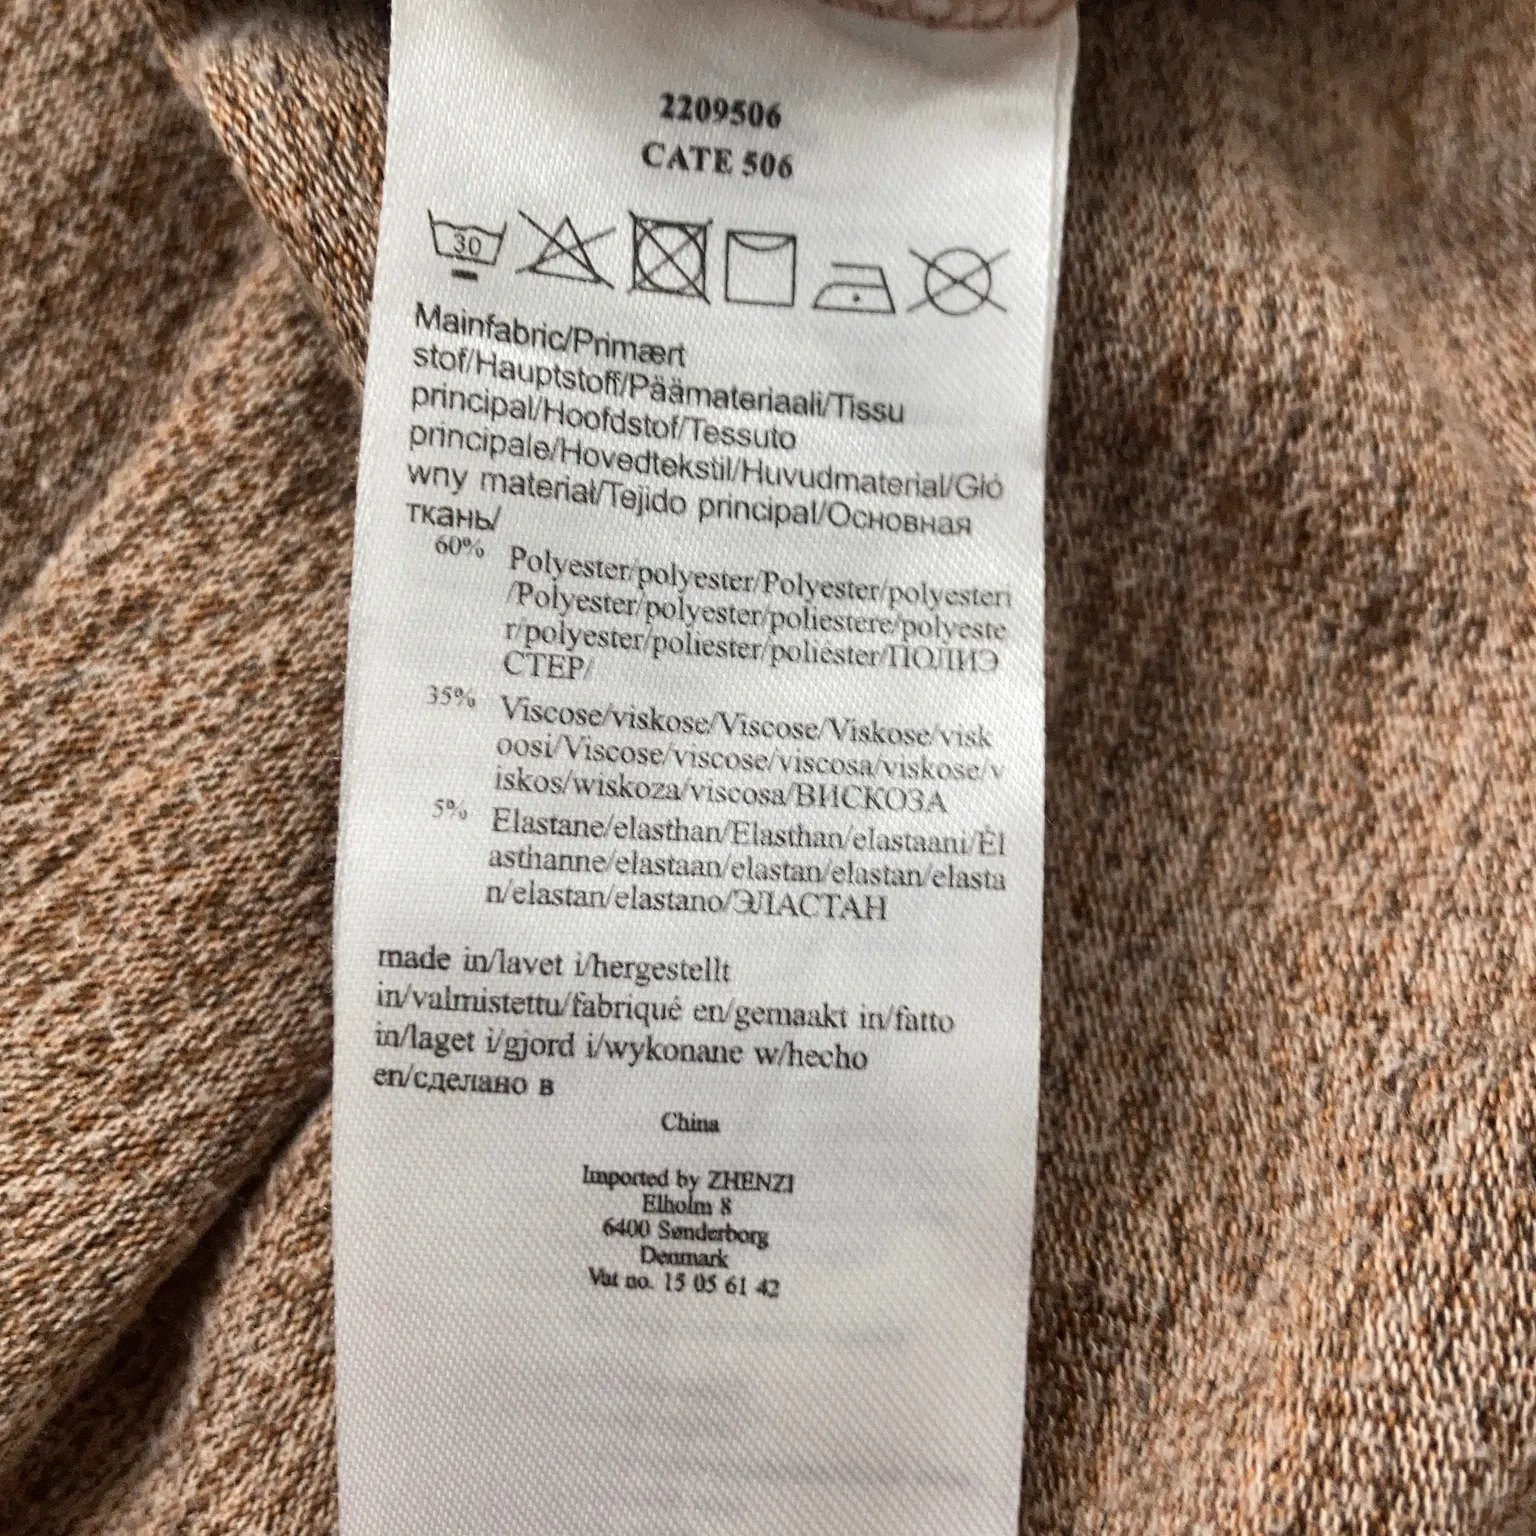 2209506
CATE 506
30
Mainfabric/Primært
stof/Hauptstoff/Päämateriaali/Tissu
principal/Hoofdstof/Tessuto
principale/Hovedtekstil/Huvudmaterial/Głó
wny materiał/Tejido principal/Основная
ткань/
60% Polyester/polyester/Polyester/polyesteri
/Polyester/polyester/poliestere/polyeste
r/polyester/poliester/poliéster/ПОЛИЭ
СТЕР/
35% Viscose/viskose/Viscose/Viskose/visk
oosi/Viscose/viscose/viscosa/viskose/v
iskos/wiskoza/viscosa/ВИСКОЗА
5% Elastane/elasthan/Elasthan/elastaani/Él
asthanne/elastaan/elastan/elastan/elasta
n/elastan/elastano/ЭЛАСТАН
made in/lavet i/hergestellt
in/valmistettu/fabriqué en/gemaakt in/fatto
in/laget i/gjord i/wykonane w/hecho
en/сделано в
China
Imported by ZHENZI
Elholm 8
6400 Sønderborg
Denmark
Vat no. 15 05 61 42